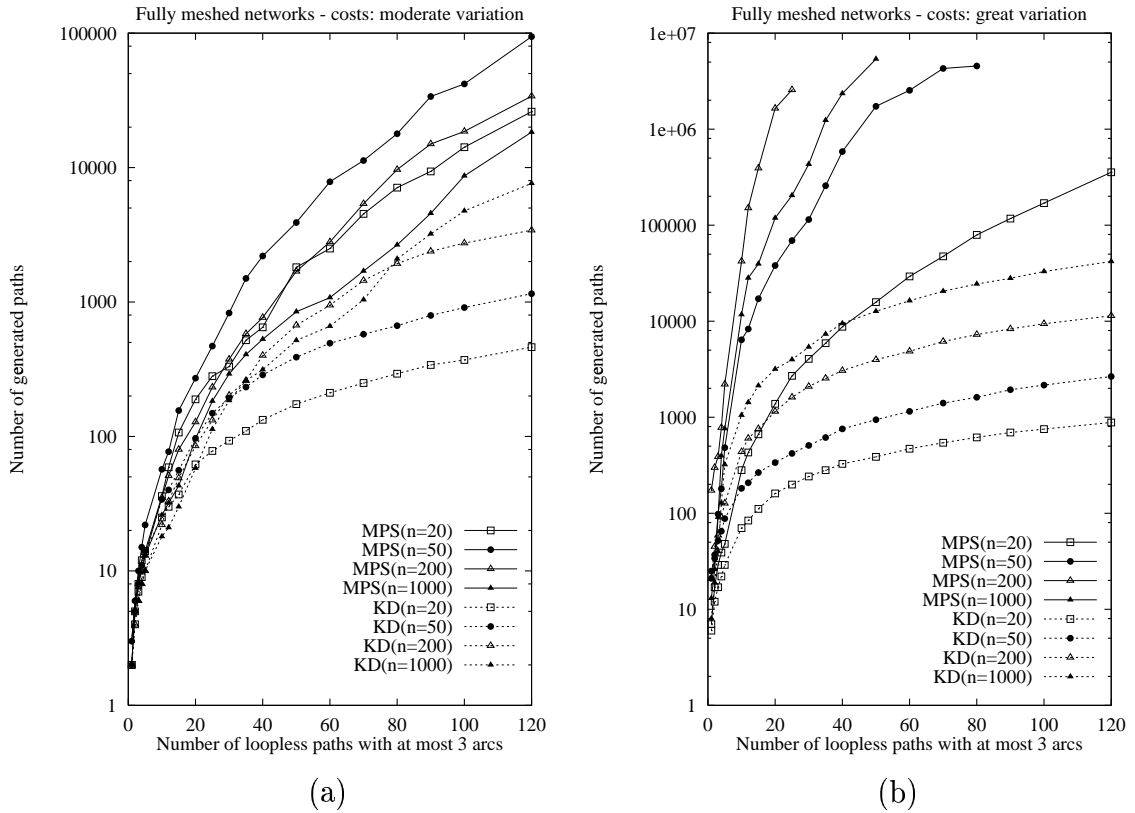 Fully meshed networks - costs: moderate variation
100000
10000
1000
100
10
1
Number of generated paths
MPS(n=20)
MPS(n=50)
MPS(n=200)
MPS(n=1000)
KD(n=20)
KD(n=50)
KD(n=200)
KD(n=1000)
0 20 40 60 80 100 120
Number of loopless paths with at most 3 arcs
(a)
Fully meshed networks - costs: great variation
1e+07
1e+06
100000
10000
1000
100
10
1
Number of generated paths
MPS(n=20)
MPS(n=50)
MPS(n=200)
MPS(n=1000)
KD(n=20)
KD(n=50)
KD(n=200)
KD(n=1000)
0 20 40 60 80 100 120
Number of loopless paths with at most 3 arcs
(b)